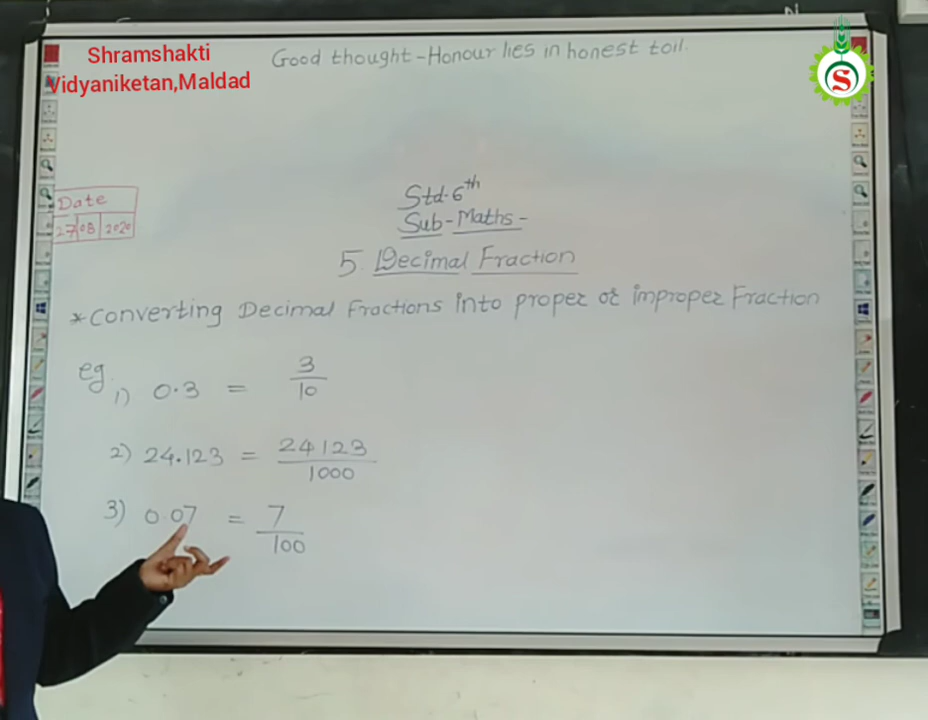 Shramshakti
Vidyaniketan,Maldad
Good thought - Honour lies in honest toil.
S
Date
27 08 2020
Std-6th
Sub-Maths-
5 Decimal Fraction
*Converting Decimal Fractions into proper or improper Fraction
eg.
1) 0.3 = 3/10
2) 24.123 = 24123/1000
3) 0.07 = 7/100